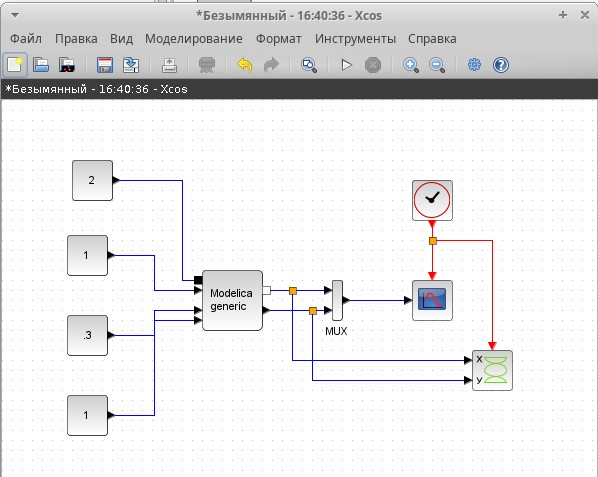 *Безымянный - 16:40:36 - Xcos
Файл Правка Вид Моделирование Формат Инструменты Справка
*Безымянный - 16:40:36 - Xcos
2
1
Modelica
generic
.3
MUX
X
y
1